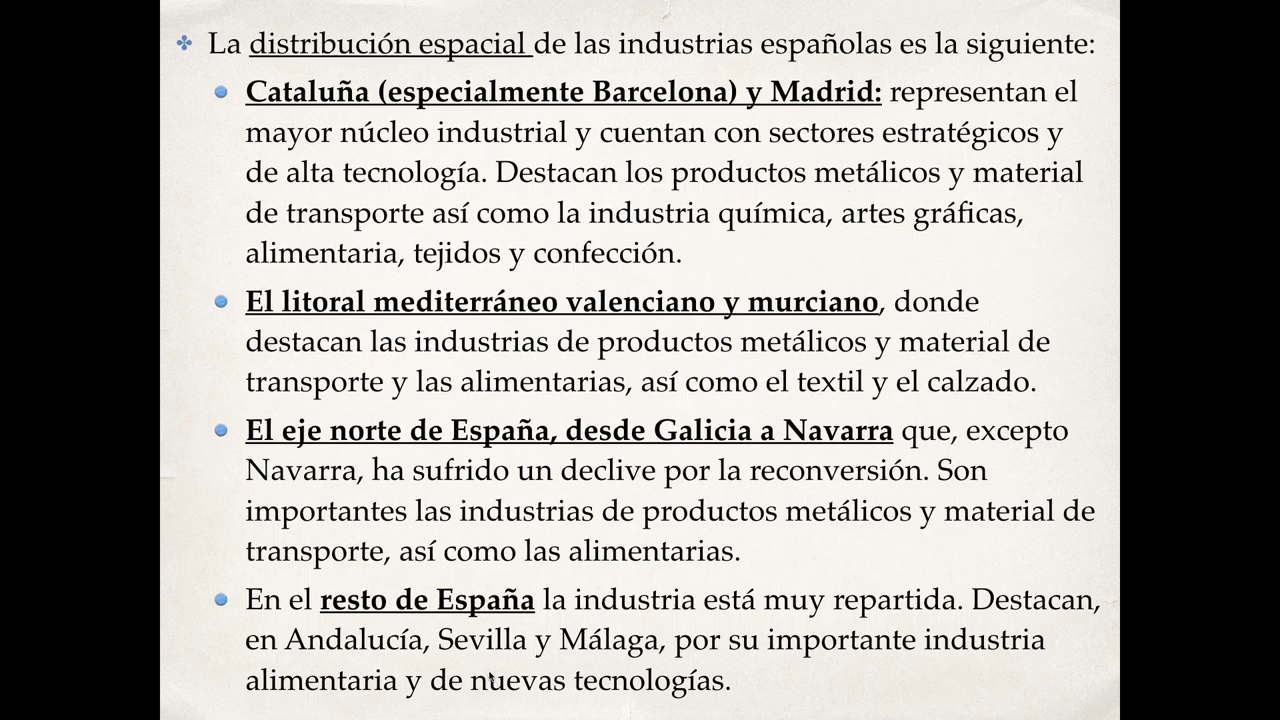 La distribución espacial de las industrias españolas es la siguiente:
Cataluña (especialmente Barcelona) y Madrid: representan el
mayor núcleo industrial y cuentan con sectores estratégicos y
de alta tecnología. Destacan los productos metálicos y material
de transporte así como la industria química, artes gráficas,
alimentaria, tejidos y confección.
El litoral mediterráneo valenciano y murciano, donde
destacan las industrias de productos metálicos y material de
transporte y las alimentarias, así como el textil y el calzado.
El eje norte de España, desde Galicia a Navarra que, excepto
Navarra, ha sufrido un declive por la reconversión. Son
importantes las industrias de productos metálicos y material de
transporte, así como las alimentarias.
En el resto de España la industria está muy repartida. Destacan,
en Andalucía, Sevilla y Málaga, por su importante industria
alimentaria y de nuevas tecnologías.